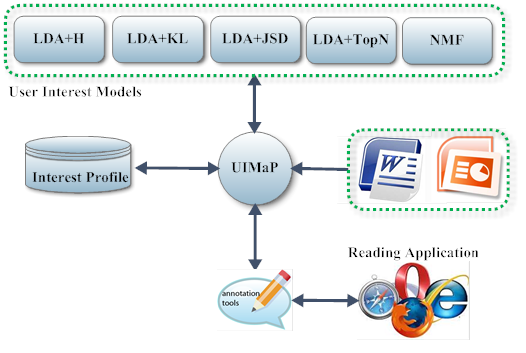 LDA+H LDA+KL LDA+JSD LDA+TopN NMF
User Interest Models
Interest Profile
UIMaP
W
P
Reading Application
annotation
tools